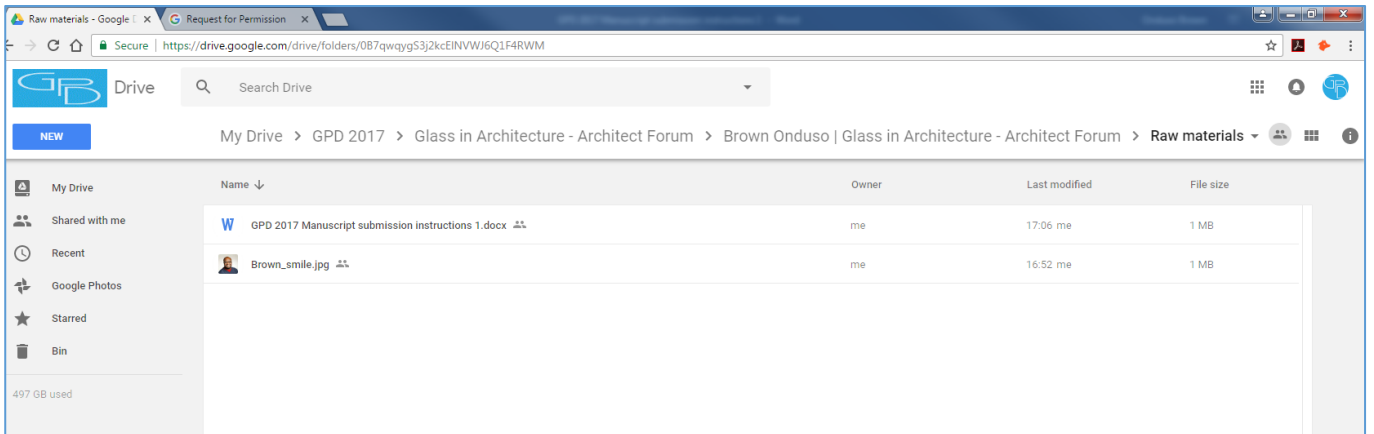 Raw materials - Google D
Request for Permission
Secure | https://drive.google.com/drive/folders/0B7qwqygS3j2kcElNVWJ6Q1F4RWM
GPD Drive
Search Drive
NEW
My Drive > GPD 2017 > Glass in Architecture - Architect Forum > Brown Onduso | Glass in Architecture - Architect Forum > Raw materials
My Drive
Name Owner Last modified File size
Shared with me
GPD 2017 Manuscript submission instructions 1.docx me 17:06 me 1 MB
Recent
Brown_smile.jpg me 16:52 me 1 MB
Google Photos
Starred
Bin
497 GB used